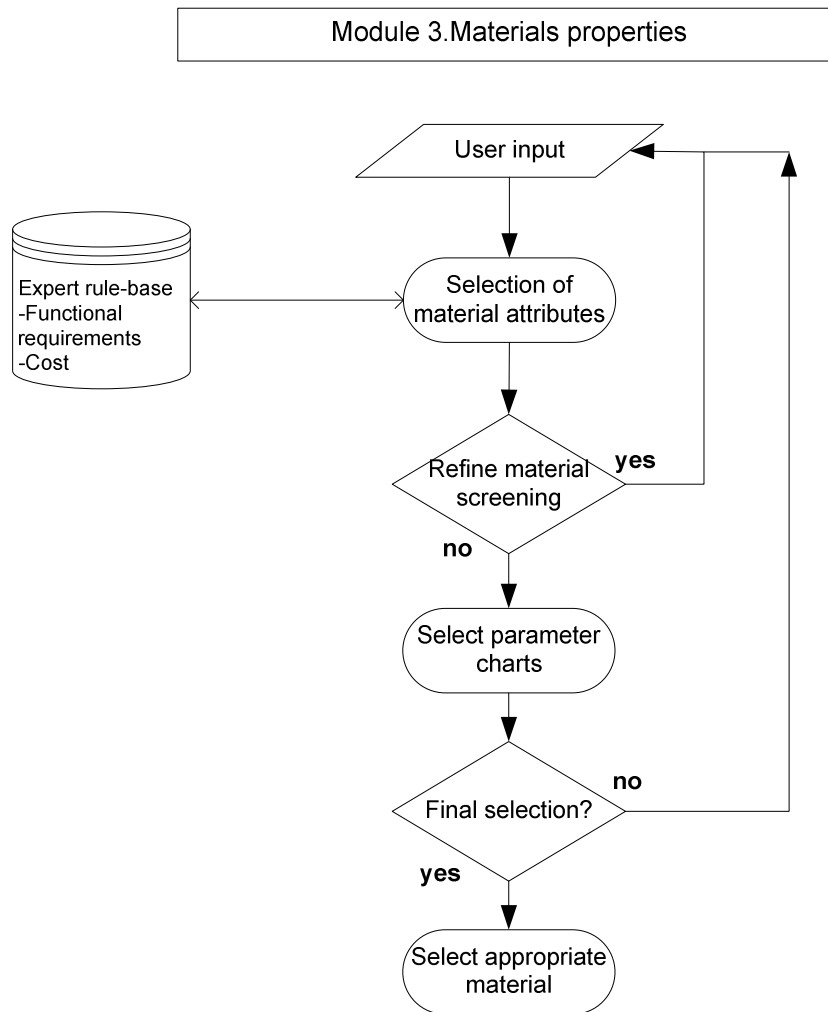 Module 3.Materials properties
User input
Selection of
material attributes
Expert rule-base
-Functional
requirements
-Cost
Refine material
screening
yes
no
Select parameter
charts
Final selection?
no
yes
Select appropriate
material